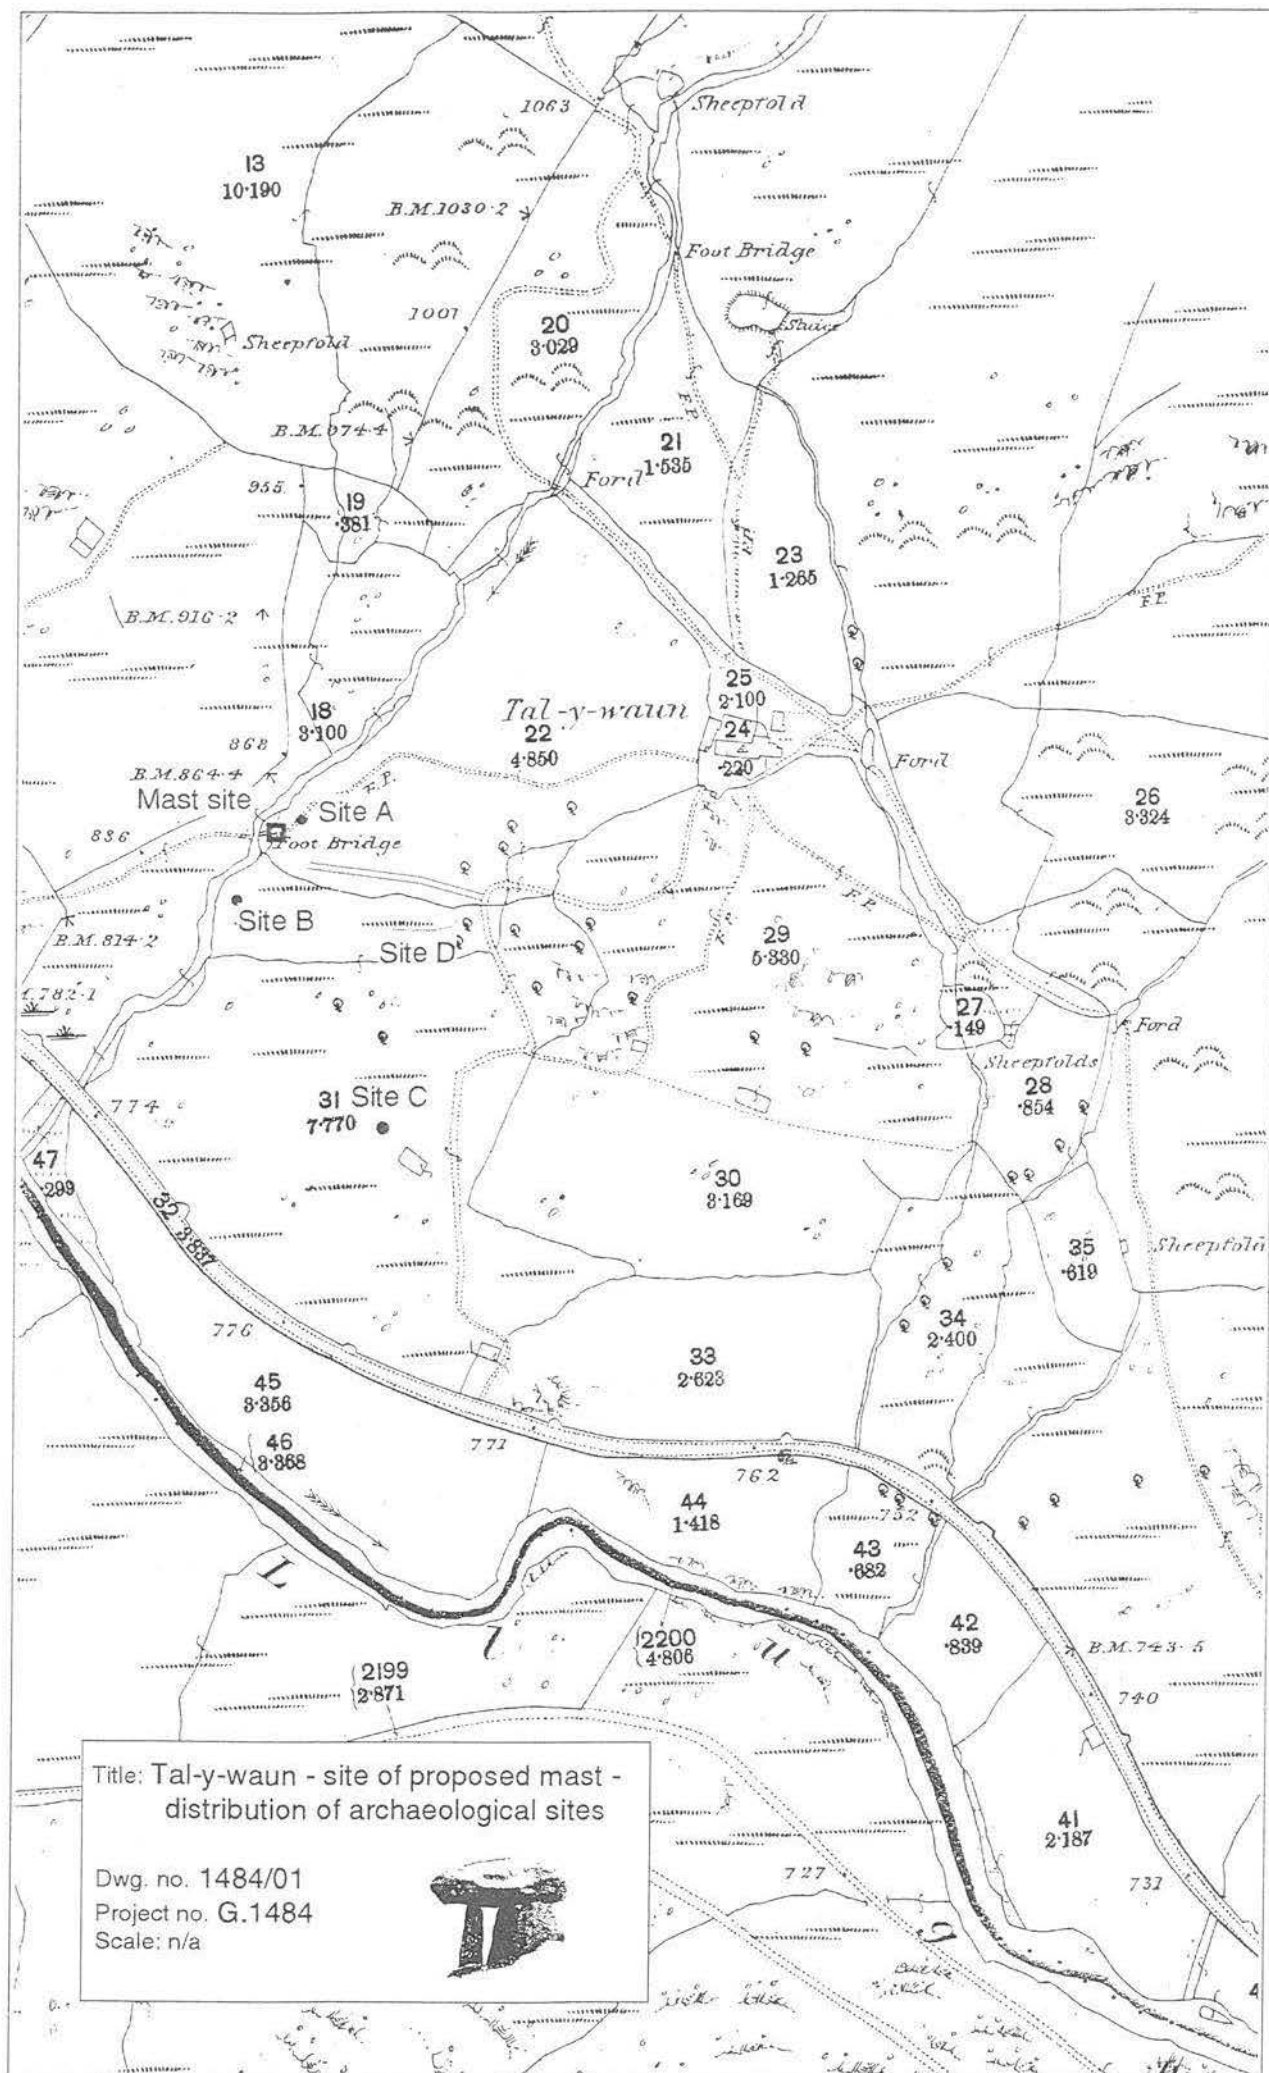 1063
Sheepfold
13
10·190
B.M.1030·2
Foot Bridge
Sluice
1001
20
3·029
Sheepfold
F.P.
B.M.974·4
21
1·535
Ford
955
19
·381
F.P.
23
1·265
F.P.
B.M.916·2
25
2·100
Tal-y-waun
18
3·100
22
4·850
24
·220
868
Ford
B.M.864·4
F.P.
Mast site
Site A
26
3·324
836
Foot Bridge
F.P.
Site B
F.P.
B.M.814·2
29
5·330
Site D
782·1
27
·149
Ford
Sheepfolds
28
·854
774
31
7·770
Site C
47
·299
30
3·169
32
3·837
35
·619
Sheepfold
34
2·400
776
33
2·623
45
3·356
771
46
3·368
762
44
1·418
752
43
·682
L
l
u
g
42
·839
2200
4·806
B.M.743·5
2199
2·871
740
Title: Tal-y-waun - site of proposed mast -
distribution of archaeological sites
41
2·187
727
731
Dwg. no. 1484/01
Project no. G.1484
Scale: n/a
4